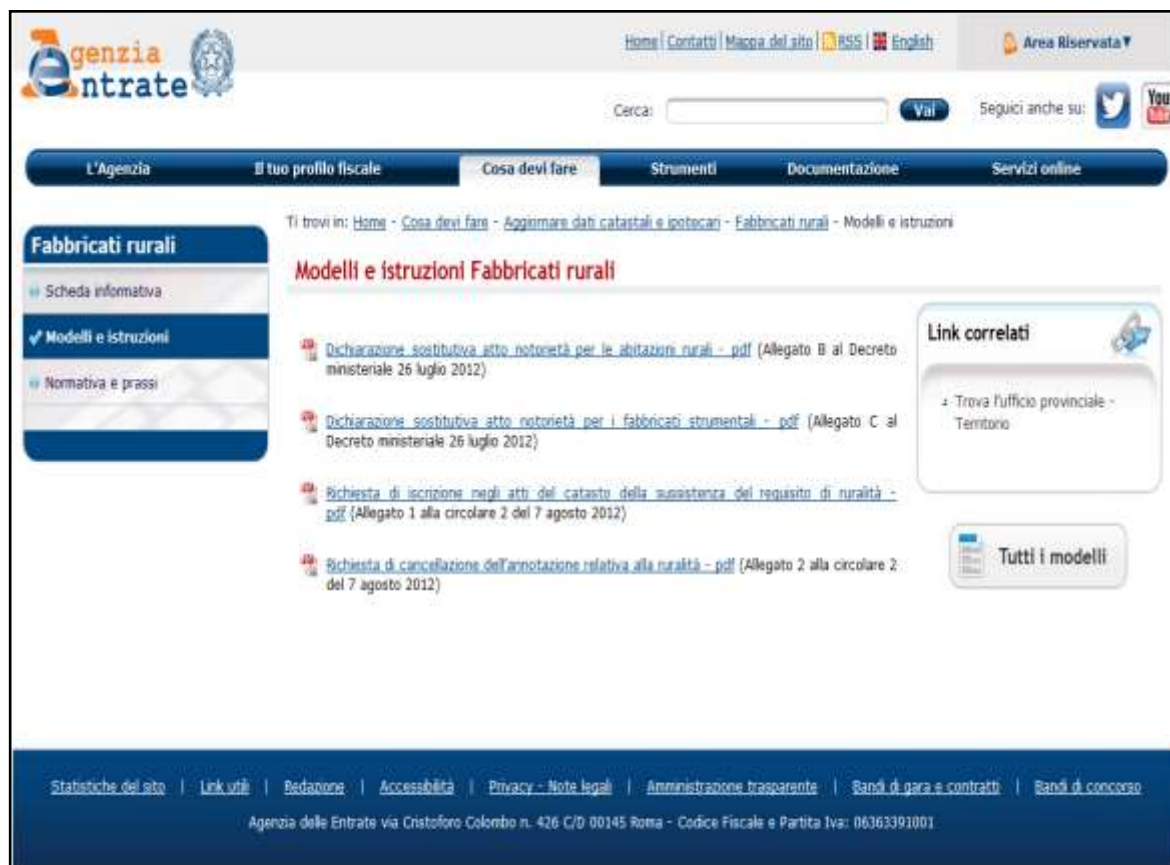 Agenzia
Entrate
Home | Contatti | Mappa del sito | RSS | English
Area Riservata ▼
Cerca:
Vai
Seguici anche su:
You
L'Agenzia
Il tuo profilo fiscale
Cosa devi fare
Strumenti
Documentazione
Servizi online
Ti trovi in: Home - Cosa devi fare - Aggiornare dati catastali e ipotecari - Fabbricati rurali - Modelli e istruzioni
Fabbricati rurali
Scheda informativa
Modelli e istruzioni
Normativa e prassi
Modelli e istruzioni Fabbricati rurali
Dichiarazione sostitutiva atto notorietà per le abitazioni rurali - pdf (Allegato B al Decreto
ministeriale 26 luglio 2012)
Dichiarazione sostitutiva atto notorietà per i fabbricati strumentali - pdf (Allegato C al
Decreto ministeriale 26 luglio 2012)
Richiesta di iscrizione negli atti del catasto della sussistenza del requisito di ruralità -
pdf (Allegato 1 alla circolare 2 del 7 agosto 2012)
Richiesta di cancellazione dell'annotazione relativa alla ruralità - pdf (Allegato 2 alla circolare 2
del 7 agosto 2012)
Link correlati
Trova l'ufficio provinciale -
Territorio
Tutti i modelli
Statistiche del sito | Link utili | Redazione | Accessibilità | Privacy - Note legali | Amministrazione trasparente | Bandi di gara e contratti | Bandi di concorso
Agenzia delle Entrate via Cristoforo Colombo n. 426 C/D 00145 Roma - Codice Fiscale e Partita Iva: 06363391001